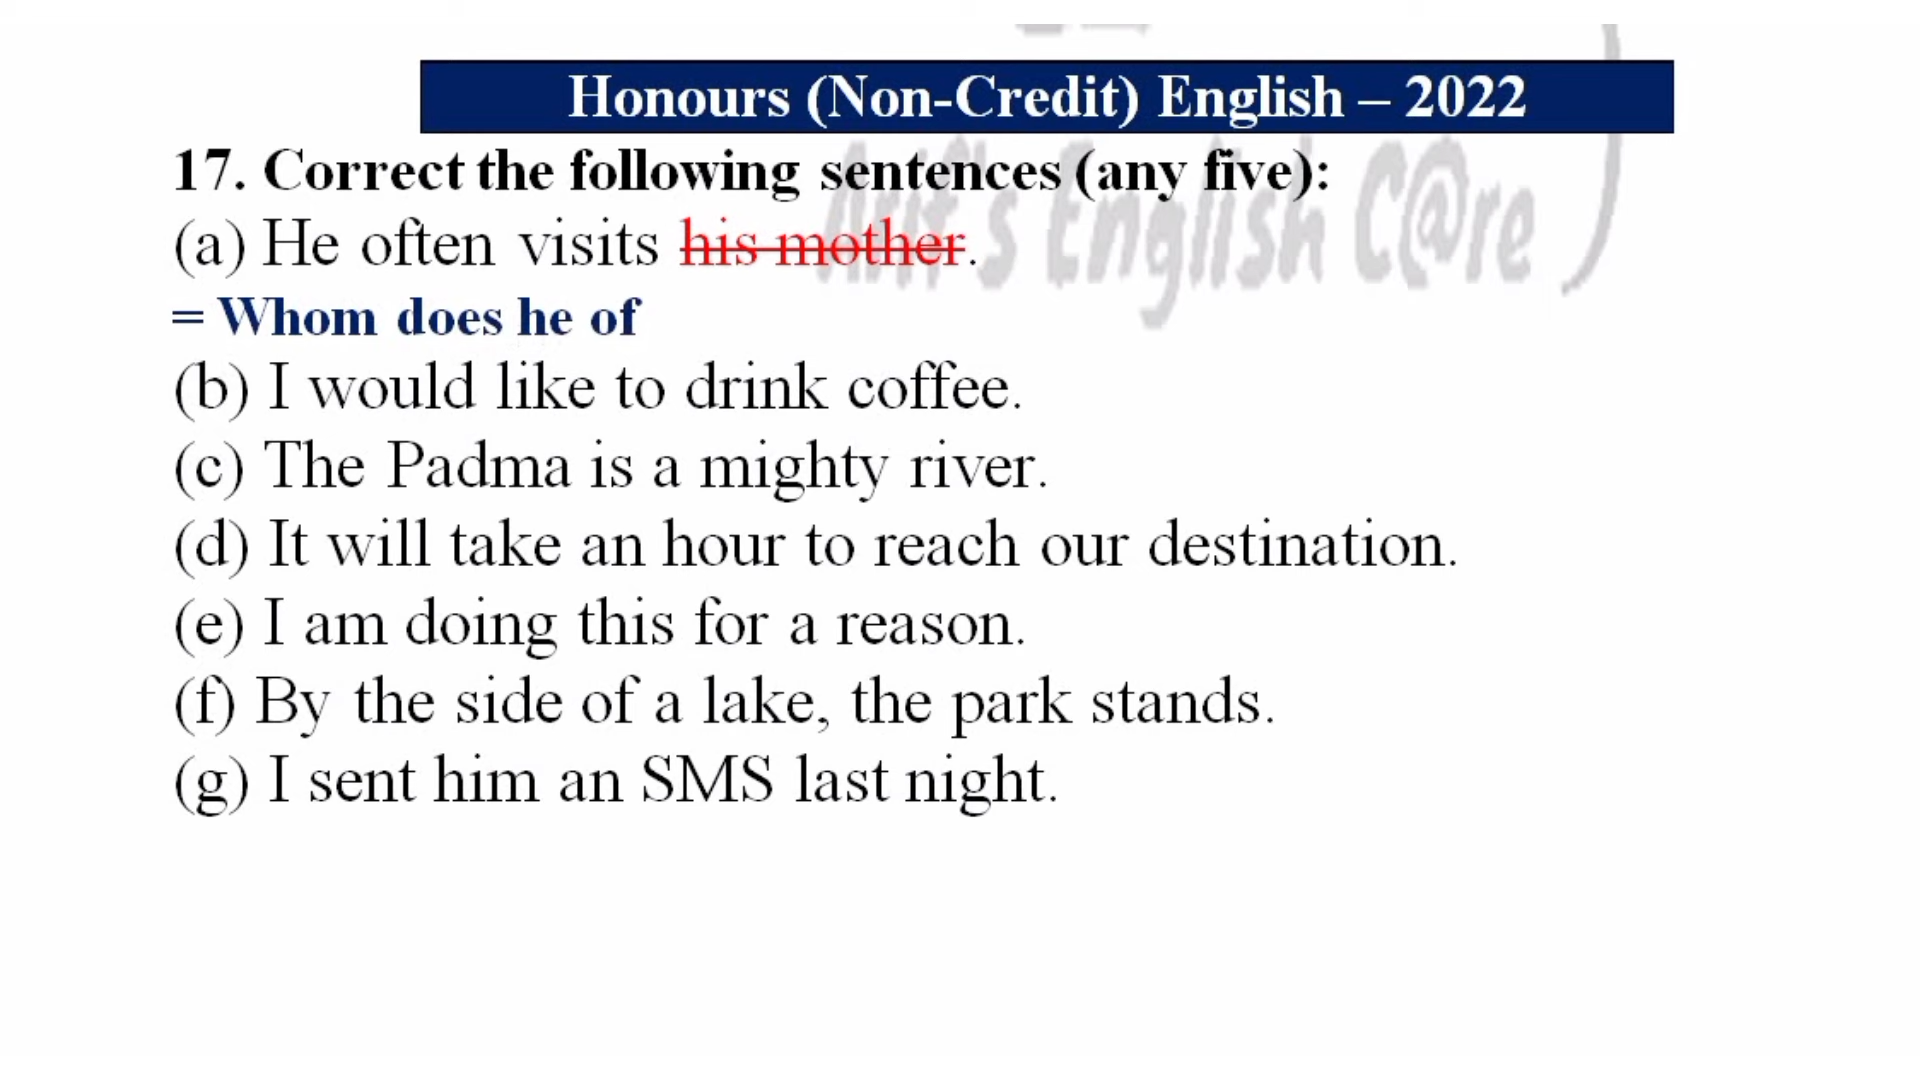 Honours (Non-Credit) English – 2022
17. Correct the following sentences (any five):
(a) He often visits his mother.
= Whom does he of
(b) I would like to drink coffee.
(c) The Padma is a mighty river.
(d) It will take an hour to reach our destination.
(e) I am doing this for a reason.
(f) By the side of a lake, the park stands.
(g) I sent him an SMS last night.
Arif's English C@re